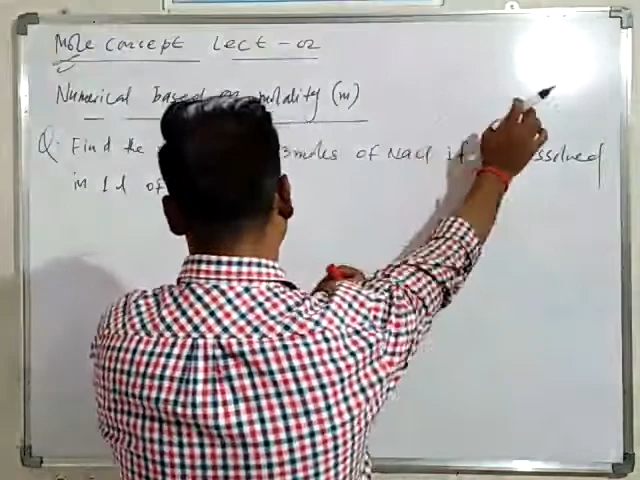 Mole concept Lect-02
Numerical based on molality (m)
Q. Find the 3 moles of NaCl if dissolved
in 1 L of